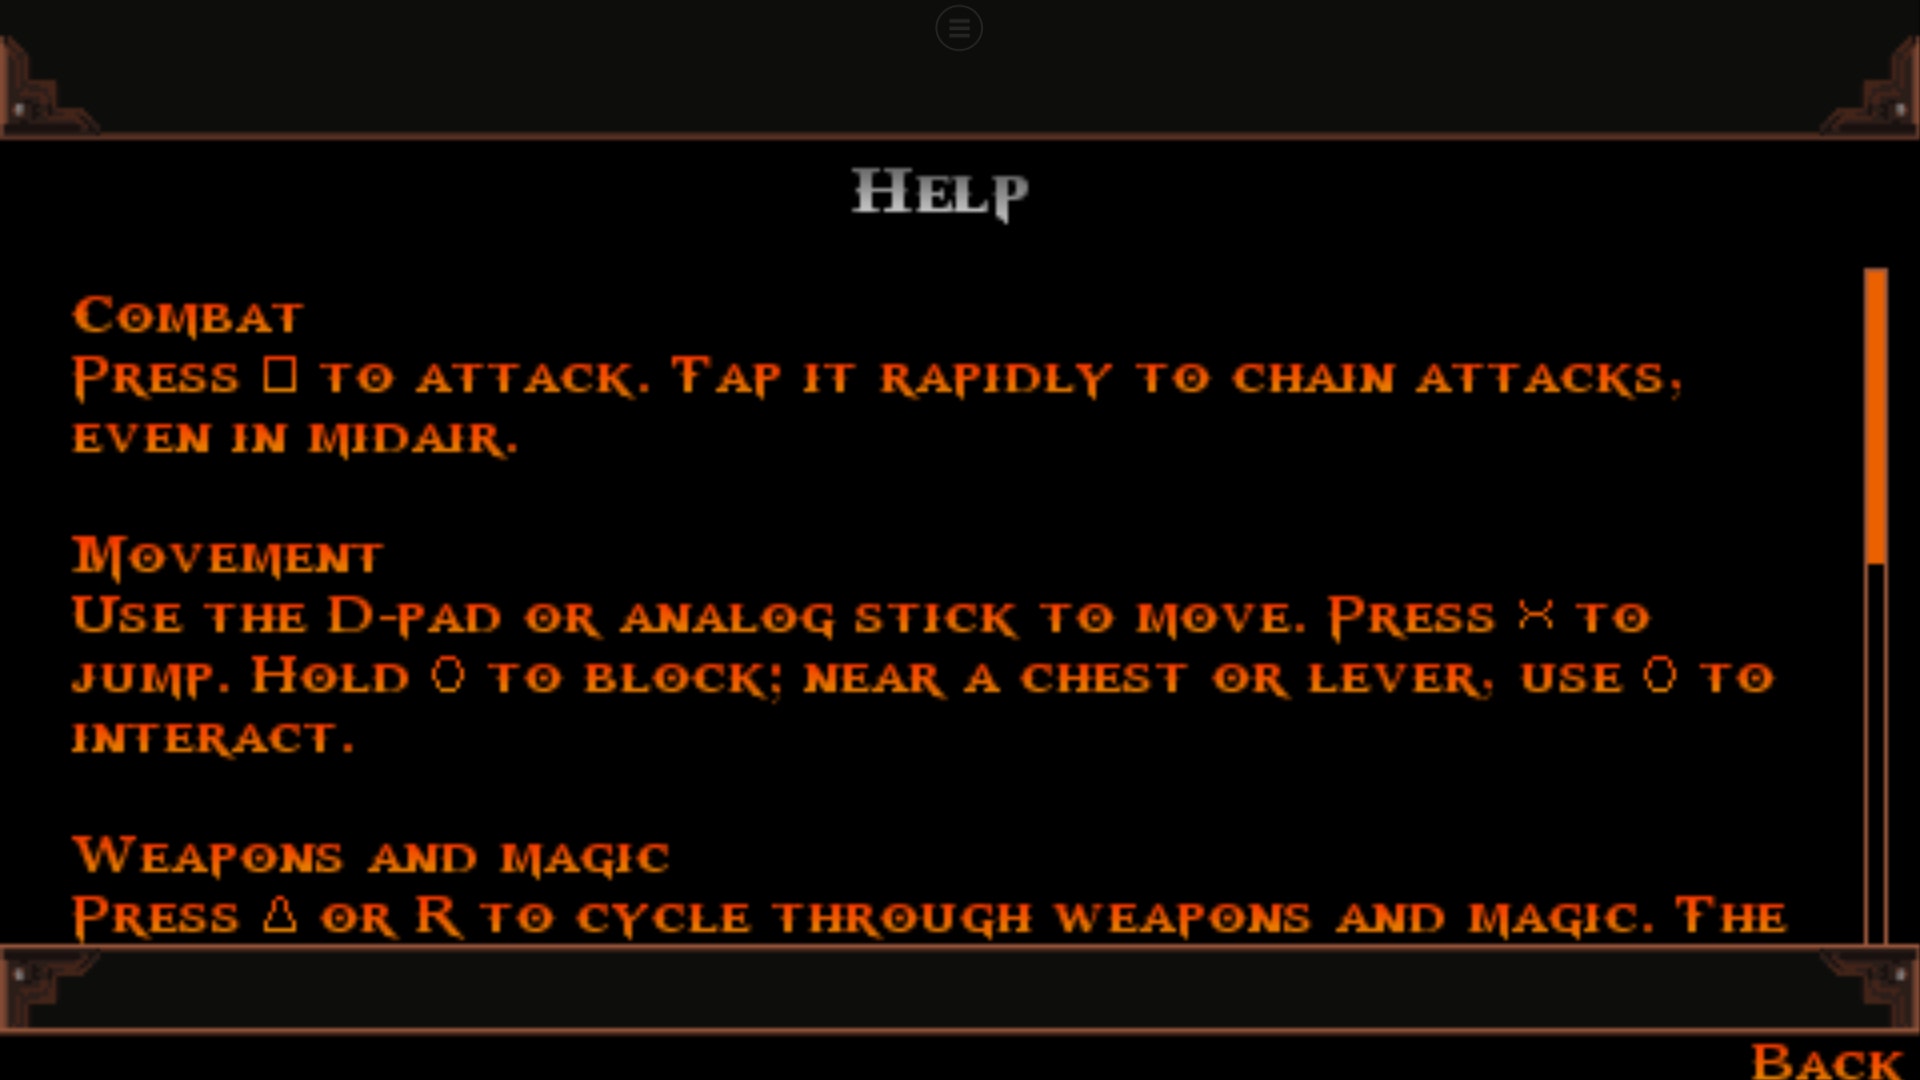 Help
Combat
Press □ to attack. Tap it rapidly to chain attacks,
even in midair.
Movement
Use the D-pad or analog stick to move. Press × to
jump. Hold ○ to block; near a chest or lever, use ○ to
interact.
Weapons and magic
Press △ or R to cycle through weapons and magic. The
Back